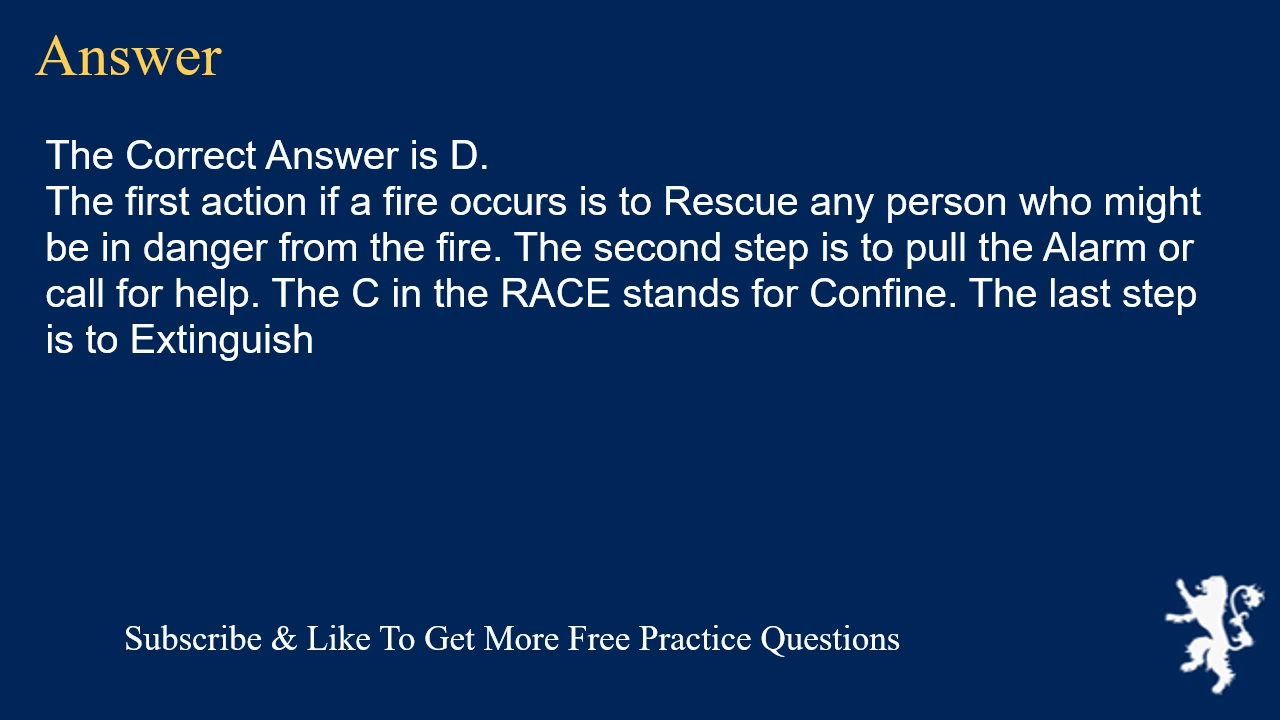 Answer
The Correct Answer is D.
The first action if a fire occurs is to Rescue any person who might
be in danger from the fire. The second step is to pull the Alarm or
call for help. The C in the RACE stands for Confine. The last step
is to Extinguish
Subscribe & Like To Get More Free Practice Questions